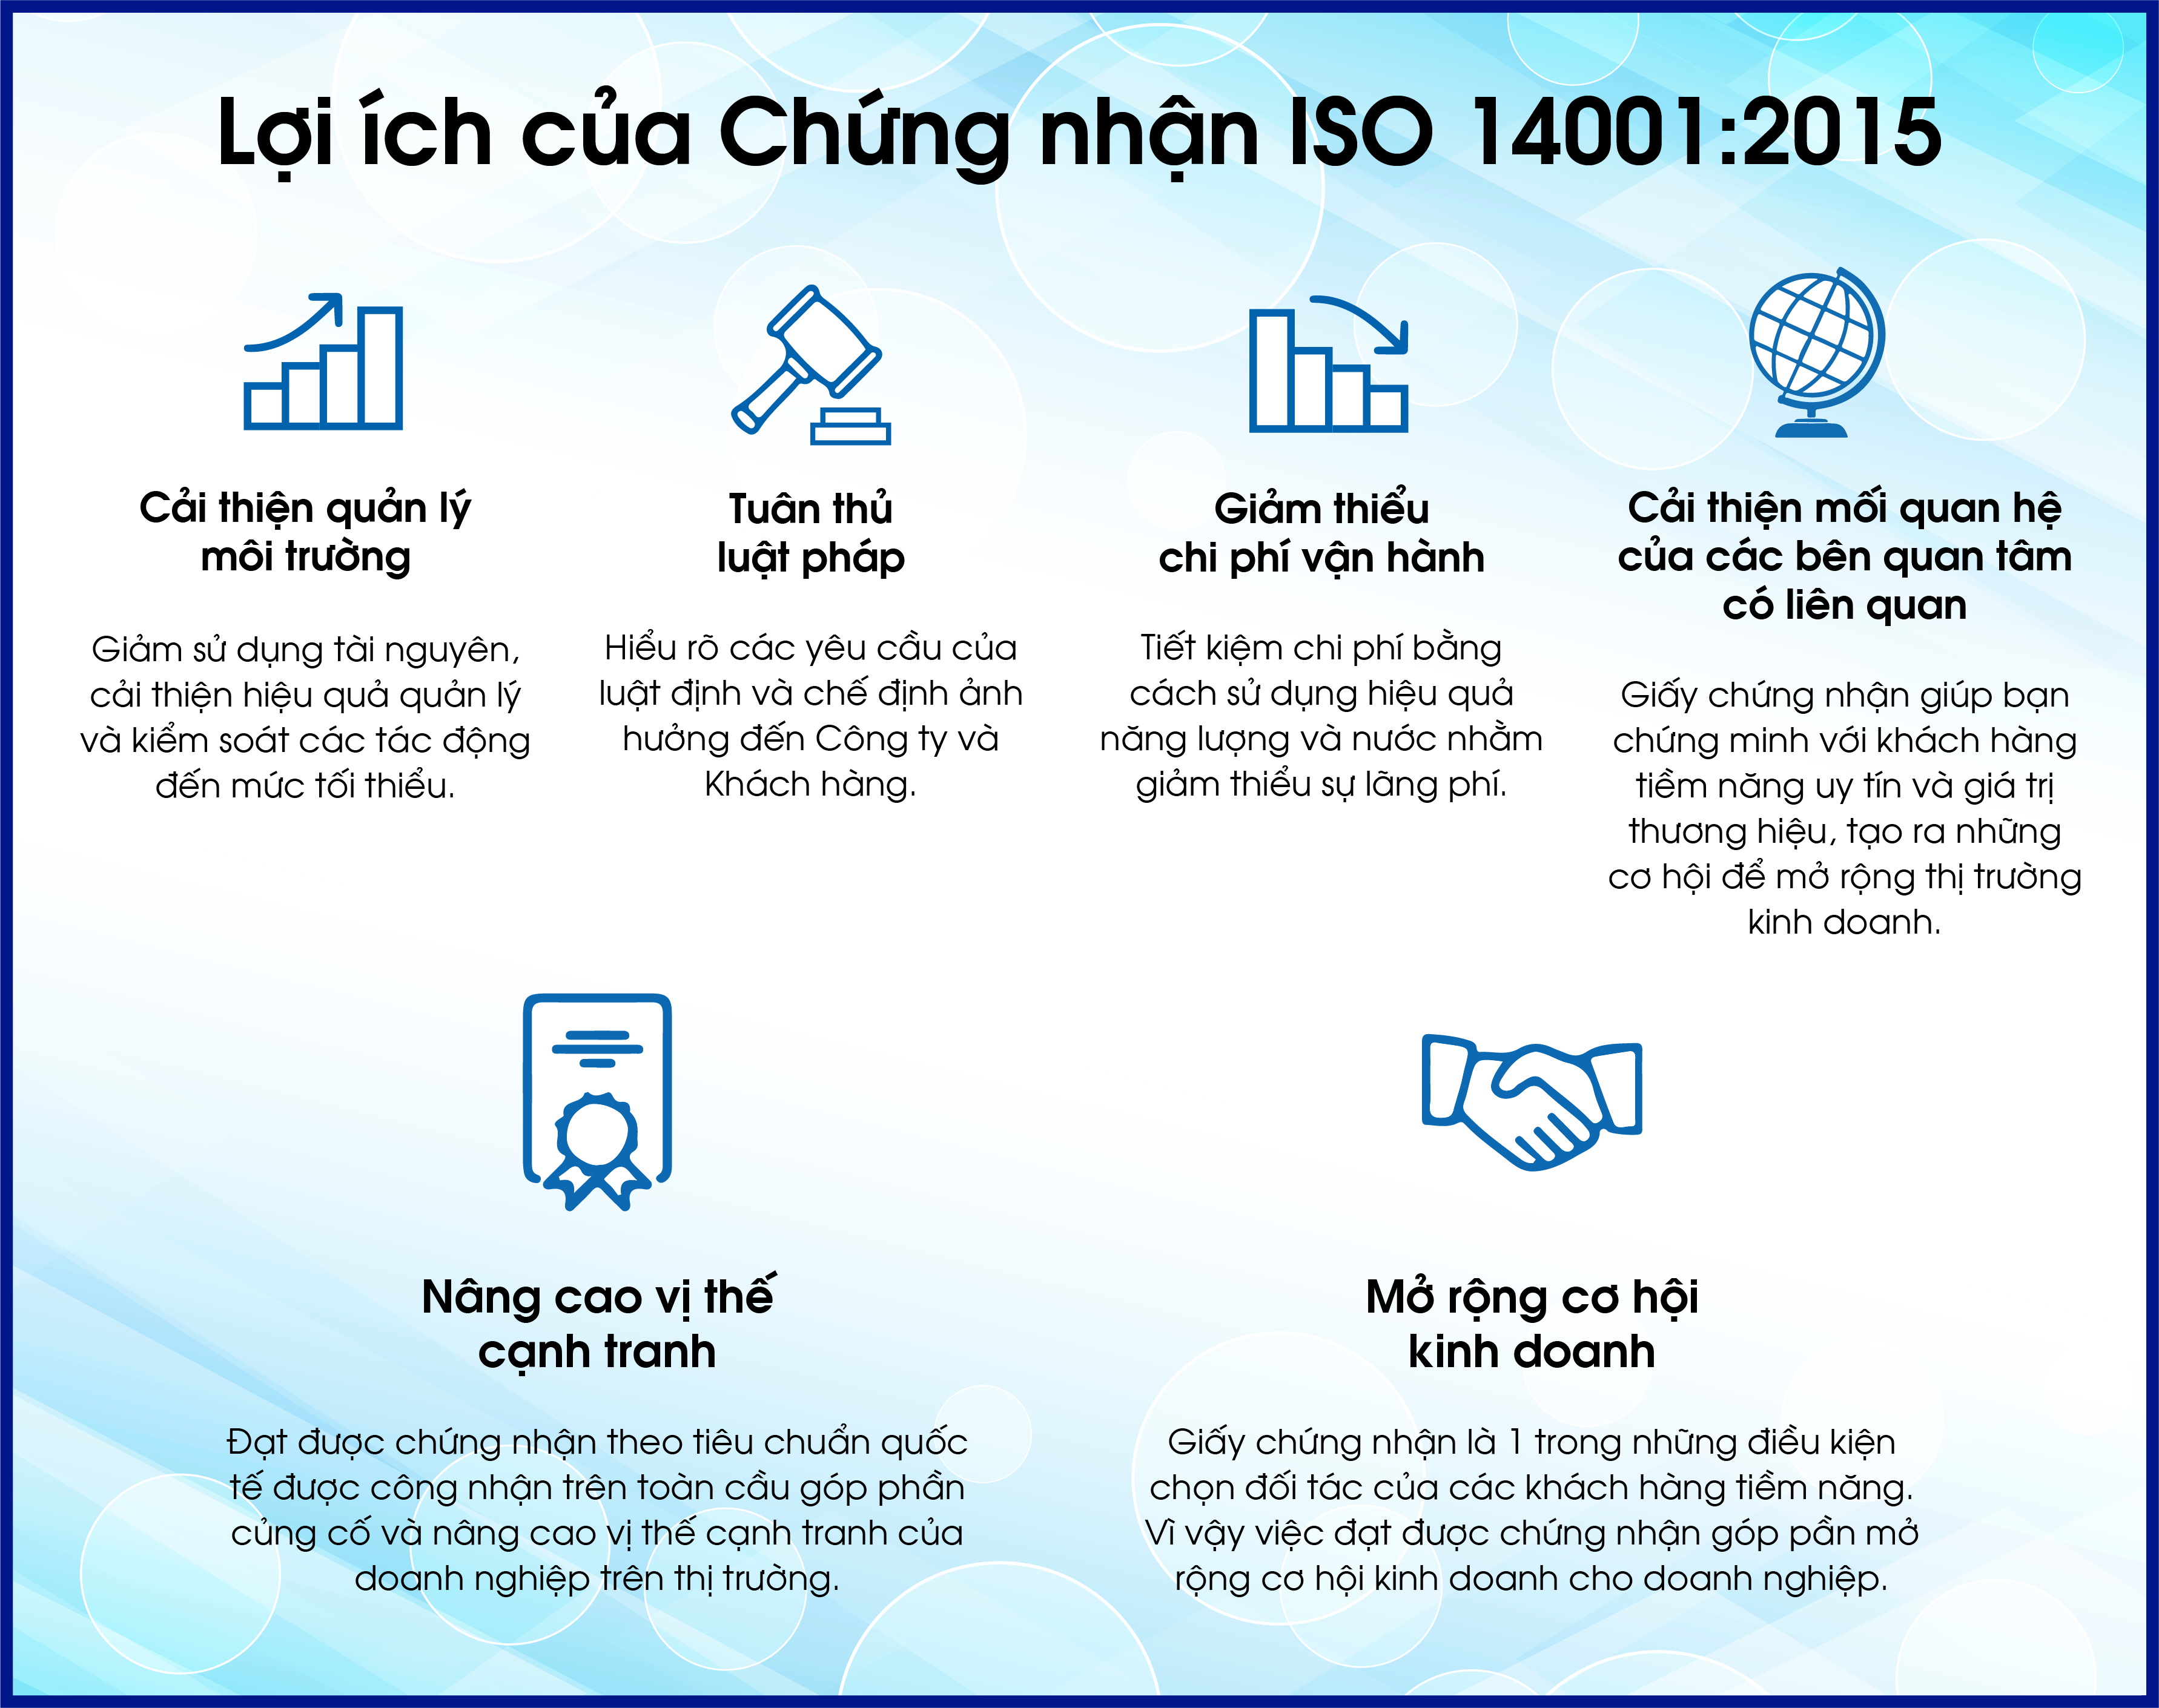 Lợi ích của Chứng nhận ISO 14001:2015
Cải thiện quản lý
môi trường
Giảm sử dụng tài nguyên,
cải thiện hiệu quả quản lý
và kiểm soát các tác động
đến mức tối thiểu.
Tuân thủ
luật pháp
Hiểu rõ các yêu cầu của
luật định và chế định ảnh
hưởng đến Công ty và
Khách hàng.
Giảm thiểu
chi phí vận hành
Tiết kiệm chi phí bằng
cách sử dụng hiệu quả
năng lượng và nước nhằm
giảm thiểu sự lãng phí.
Cải thiện mối quan hệ
của các bên quan tâm
có liên quan
Giấy chứng nhận giúp bạn
chứng minh với khách hàng
tiềm năng uy tín và giá trị
thương hiệu, tạo ra những
cơ hội để mở rộng thị trường
kinh doanh.
Nâng cao vị thế
cạnh tranh
Đạt được chứng nhận theo tiêu chuẩn quốc
tế được công nhận trên toàn cầu góp phần
củng cố và nâng cao vị thế cạnh tranh của
doanh nghiệp trên thị trường.
Mở rộng cơ hội
kinh doanh
Giấy chứng nhận là 1 trong những điều kiện
chọn đối tác của các khách hàng tiềm năng.
Vì vậy việc đạt được chứng nhận góp pần mở
rộng cơ hội kinh doanh cho doanh nghiệp.